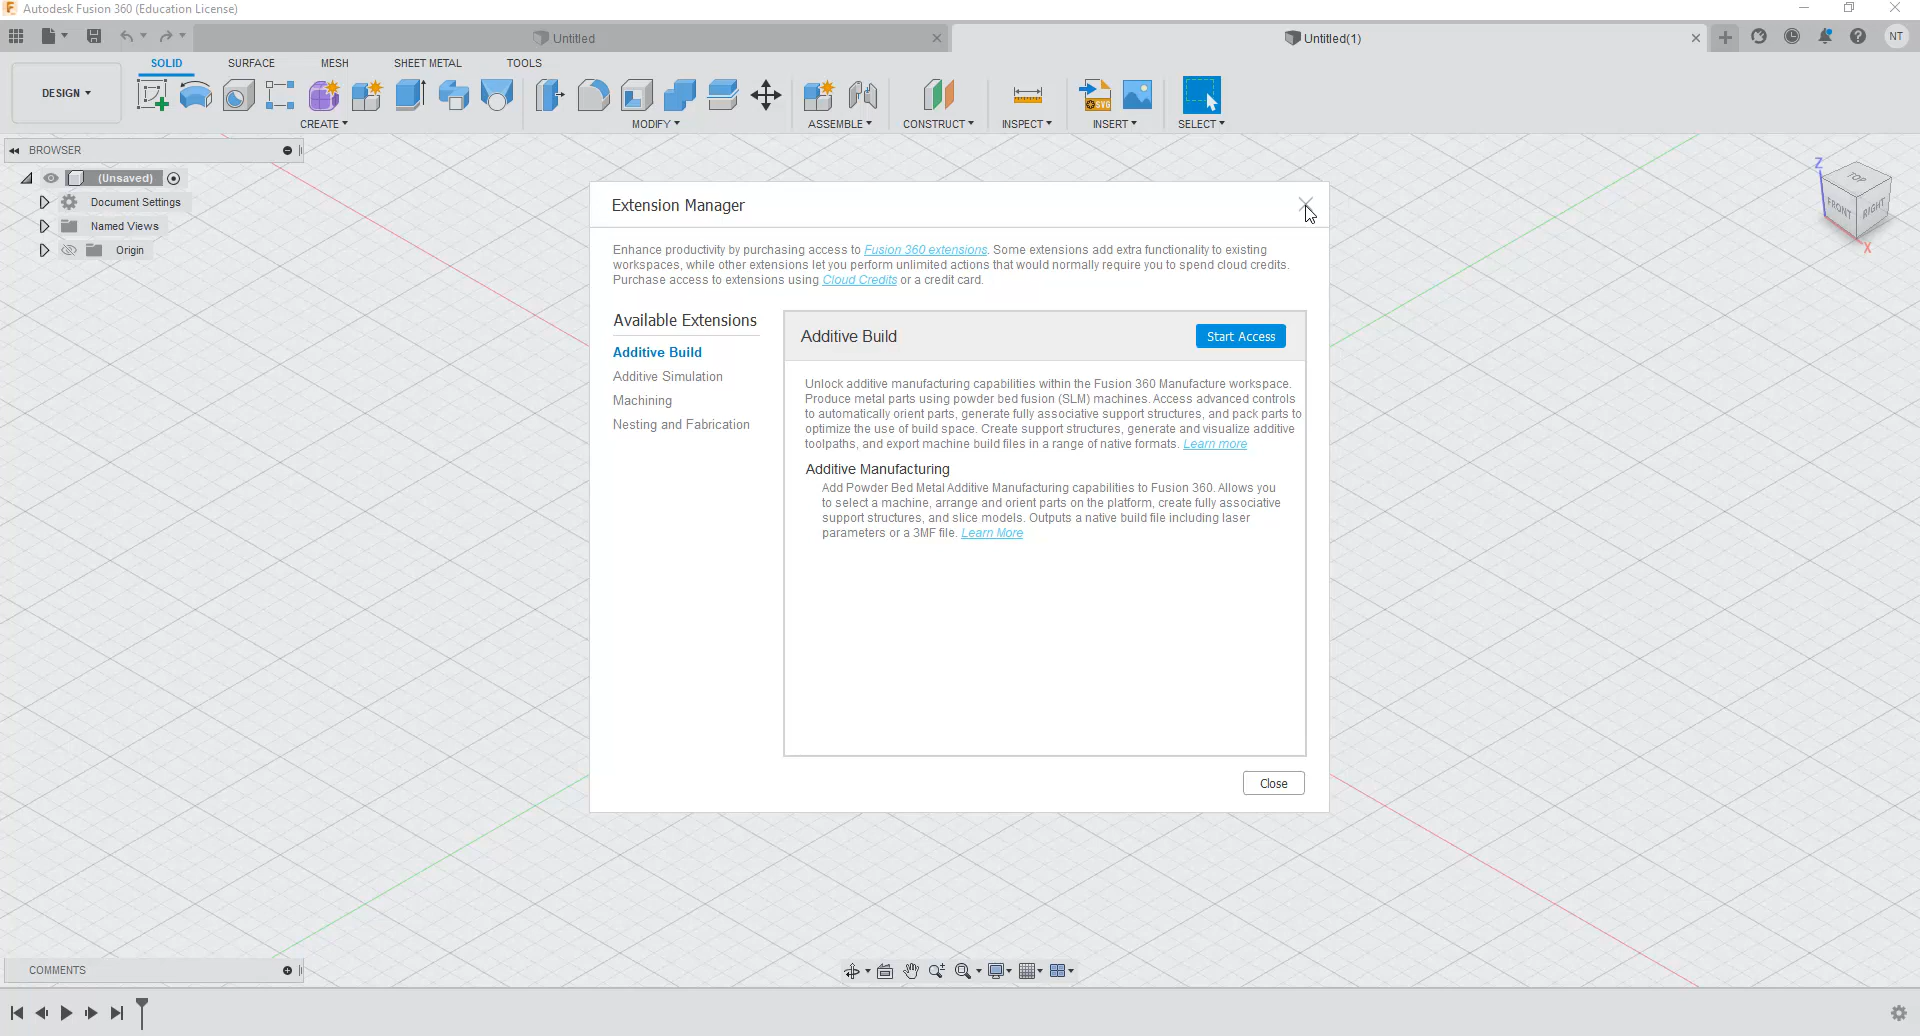 Autodesk Fusion 360 (Education License)
Untitled
Untitled(1)
NT
SOLID SURFACE MESH SHEET METAL TOOLS
DESIGN
CREATE MODIFY ASSEMBLE CONSTRUCT INSPECT INSERT SELECT
SVG
BROWSER
(Unsaved)
Document Settings
Named Views
Origin
Z
TOP
FRONT
RIGHT
X
Extension Manager
Enhance productivity by purchasing access to Fusion 360 extensions. Some extensions add extra functionality to existing
workspaces, while other extensions let you perform unlimited actions that would normally require you to spend cloud credits.
Purchase access to extensions using Cloud Credits or a credit card.
Available Extensions
Additive Build
Additive Simulation
Machining
Nesting and Fabrication
Additive Build
Start Access
Unlock additive manufacturing capabilities within the Fusion 360 Manufacture workspace.
Produce metal parts using powder bed fusion (SLM) machines. Access advanced controls
to automatically orient parts, generate fully associative support structures, and pack parts to
optimize the use of build space. Create support structures, generate and visualize additive
toolpaths, and export machine build files in a range of native formats. Learn more
Additive Manufacturing
Add Powder Bed Metal Additive Manufacturing capabilities to Fusion 360. Allows you
to select a machine, arrange and orient parts on the platform, create fully associative
support structures, and slice models. Outputs a native build file including laser
parameters or a 3MF file. Learn More
Close
COMMENTS